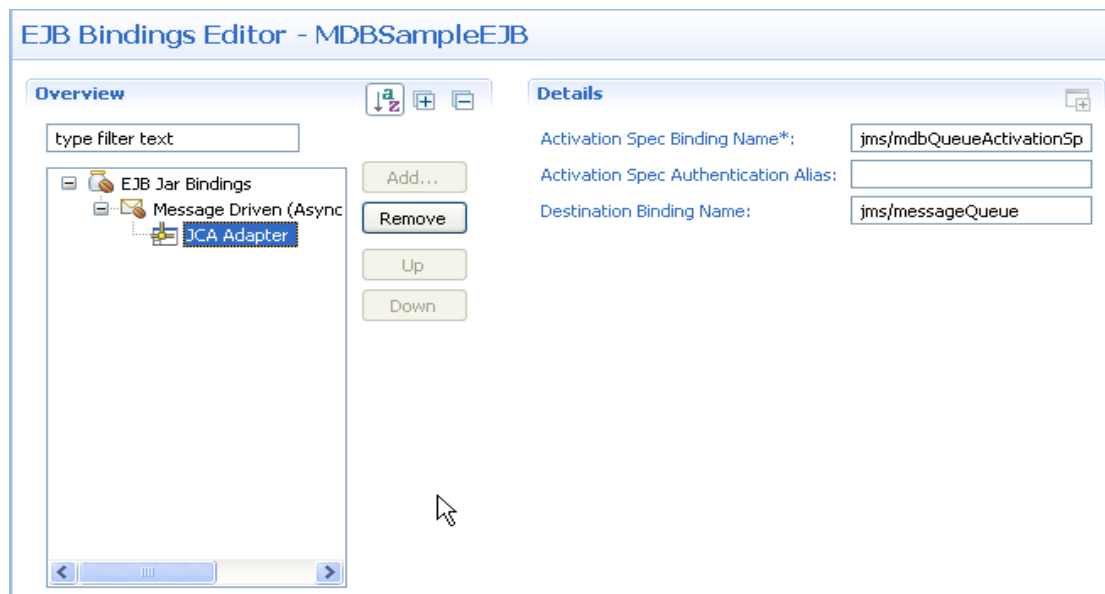 EJB Bindings Editor - MDBSampleEJB
Overview
type filter text
EJB Jar Bindings
Message Driven (Async
JCA Adapter
Add...
Remove
Up
Down
Details
Activation Spec Binding Name*: jms/mdbQueueActivationSp
Activation Spec Authentication Alias:
Destination Binding Name: jms/messageQueue